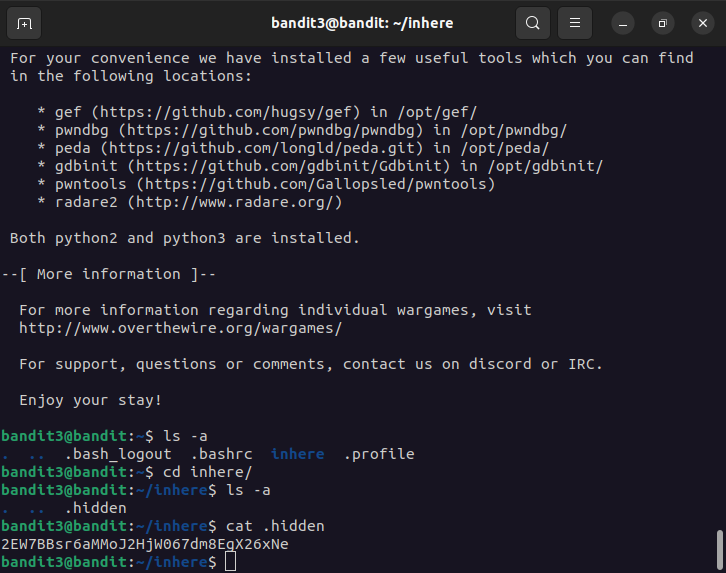 bandit3@bandit: ~/inhere
For your convenience we have installed a few useful tools which you can find
in the following locations:
* gef (https://github.com/hugsy/gef) in /opt/gef/
* pwndbg (https://github.com/pwndbg/pwndbg) in /opt/pwndbg/
* peda (https://github.com/longld/peda.git) in /opt/peda/
* gdbinit (https://github.com/gdbinit/Gdbinit) in /opt/gdbinit/
* pwntools (https://github.com/Gallopsled/pwntools)
* radare2 (http://www.radare.org/)
Both python2 and python3 are installed.
--[ More information ]--
For more information regarding individual wargames, visit
http://www.overthewire.org/wargames/
For support, questions or comments, contact us on discord or IRC.
Enjoy your stay!
bandit3@bandit:~$ ls -a
.  ..  .bash_logout  .bashrc  inhere  .profile
bandit3@bandit:~$ cd inhere/
bandit3@bandit:~/inhere$ ls -a
.  ..  .hidden
bandit3@bandit:~/inhere$ cat .hidden
2EW7BBsr6aMMoJ2HjW067dm8EgX26xNe
bandit3@bandit:~/inhere$